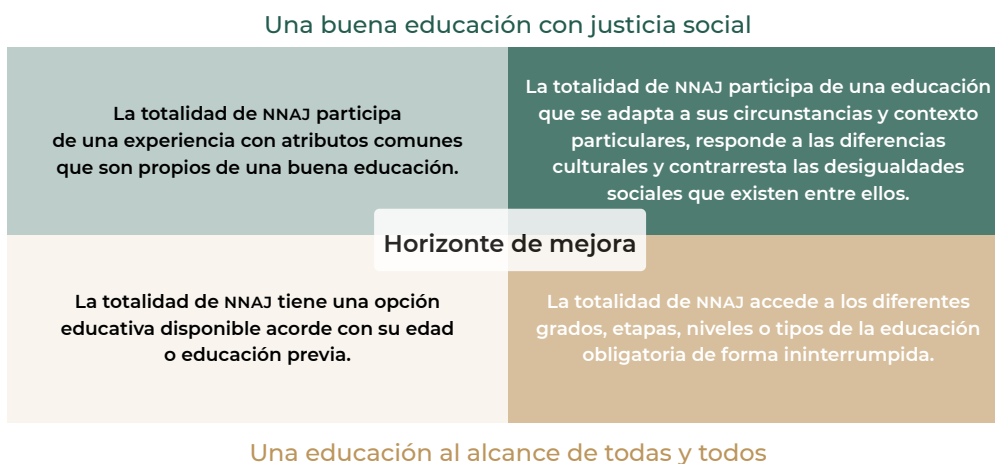 Una buena educación con justicia social
La totalidad de NNAJ participa
de una experiencia con atributos comunes
que son propios de una buena educación.
La totalidad de NNAJ participa de una educación
que se adapta a sus circunstancias y contexto
particulares, responde a las diferencias
culturales y contrarresta las desigualdades
sociales que existen entre ellos.
Horizonte de mejora
La totalidad de NNAJ tiene una opción
educativa disponible acorde con su edad
o educación previa.
La totalidad de NNAJ accede a los diferentes
grados, etapas, niveles o tipos de la educación
obligatoria de forma ininterrumpida.
Una educación al alcance de todas y todos